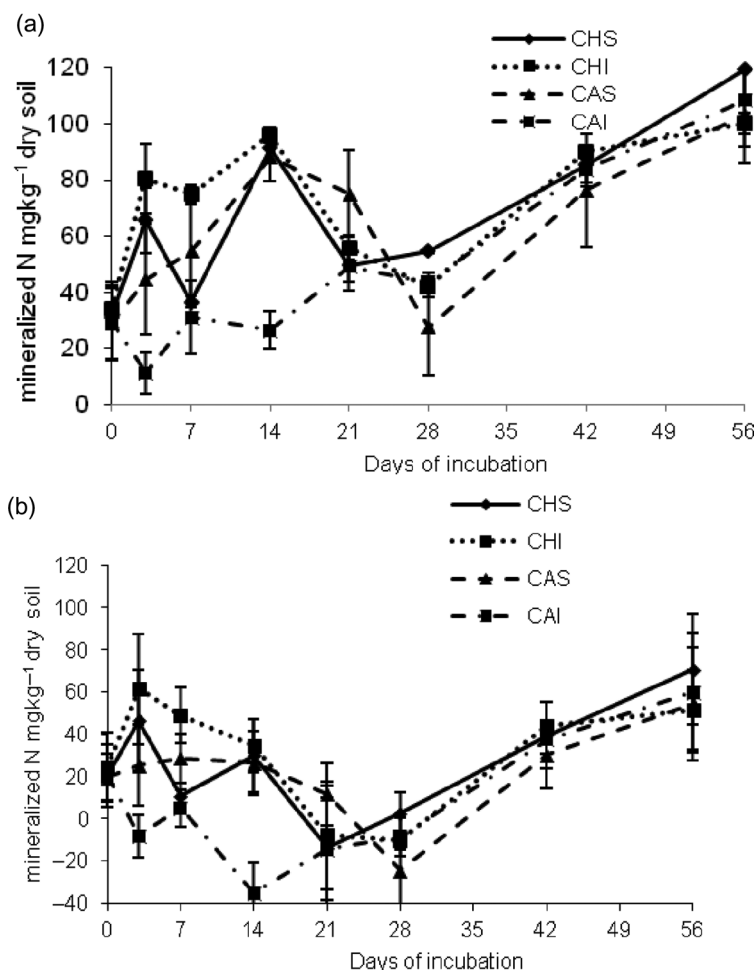 (a)
CHS
CHI
CAS
CAI
mineralized N mgkg⁻¹ dry soil
120
100
80
60
40
20
0
0 7 14 21 28 35 42 49 56
Days of incubation
(b)
CHS
CHI
CAS
CAI
mineralized N mgkg⁻¹ dry soil
120
100
80
60
40
20
0
−20
−40
0 7 14 21 28 35 42 49 56
Days of incubation